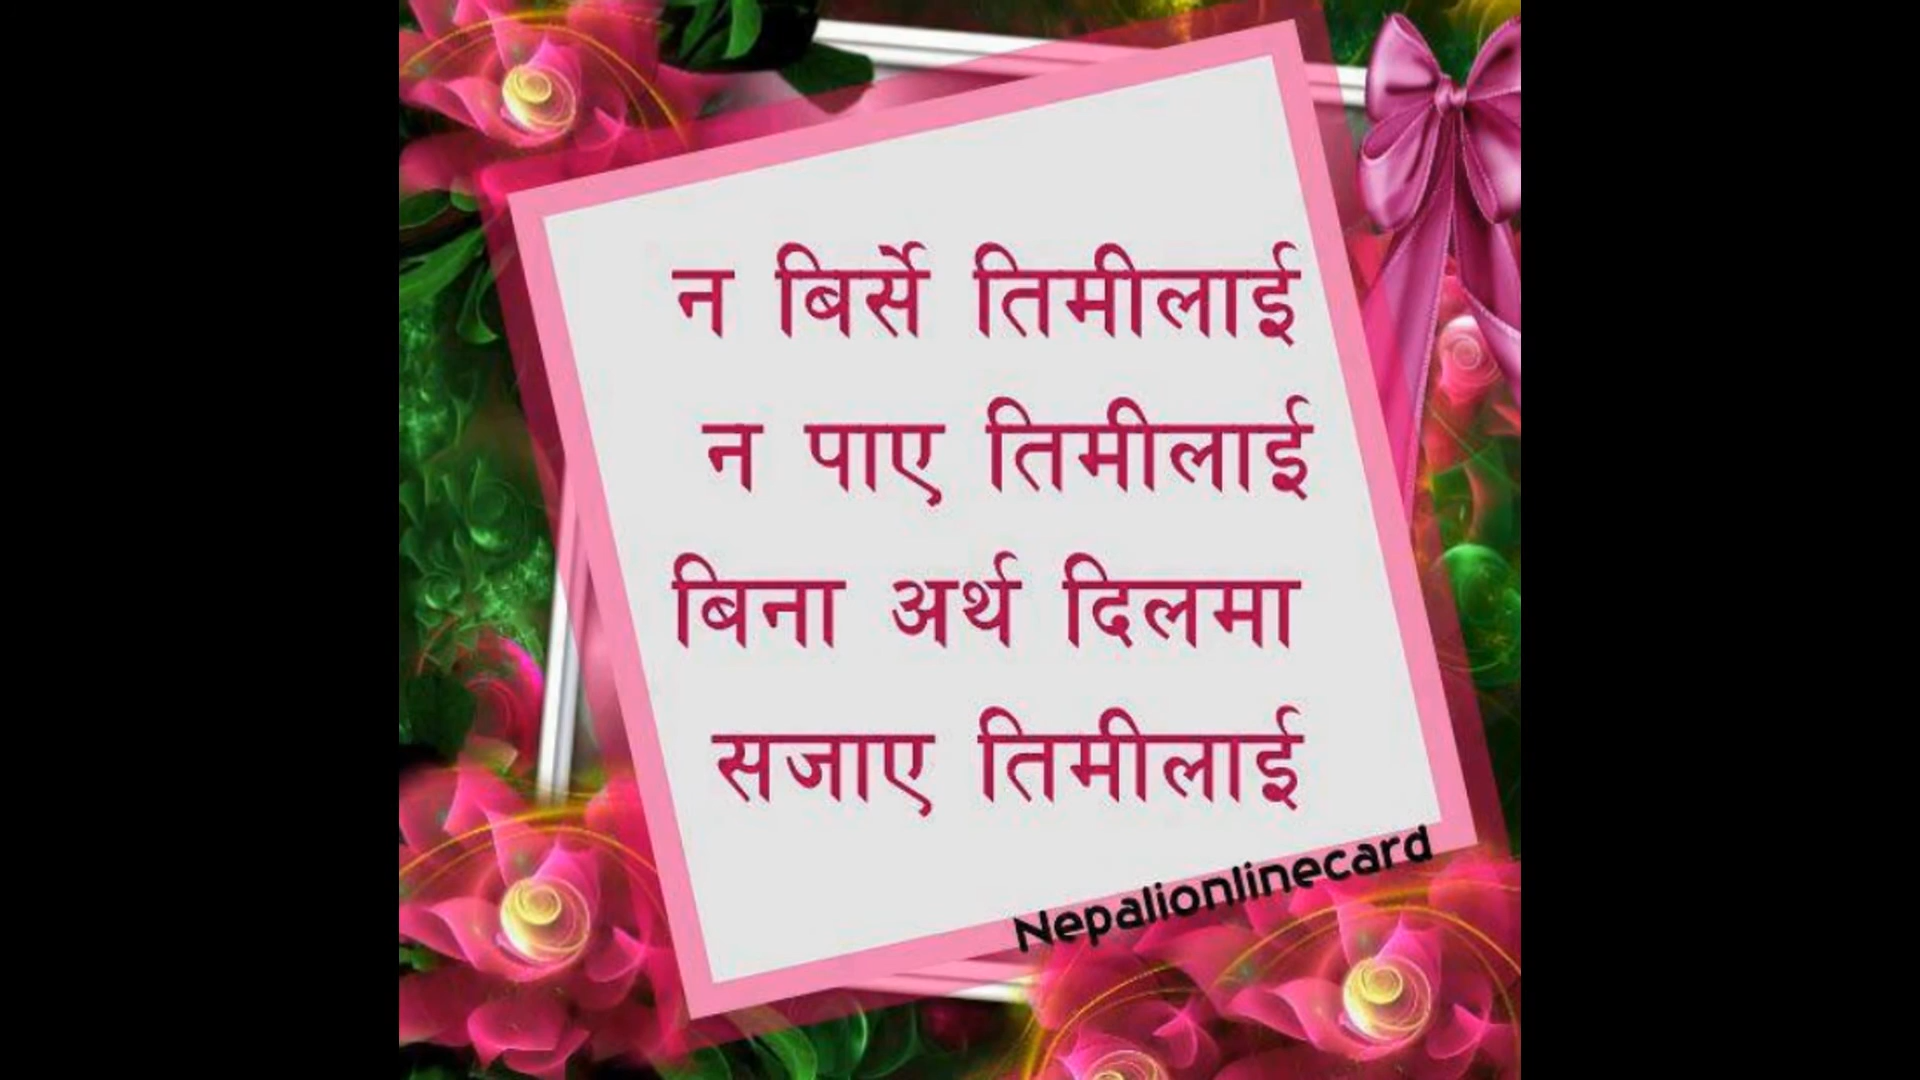 न बिर्से तिमीलाई
न पाए तिमीलाई
बिना अर्थ दिलमा
सजाए तिमीलाई
Nepalionlinecard